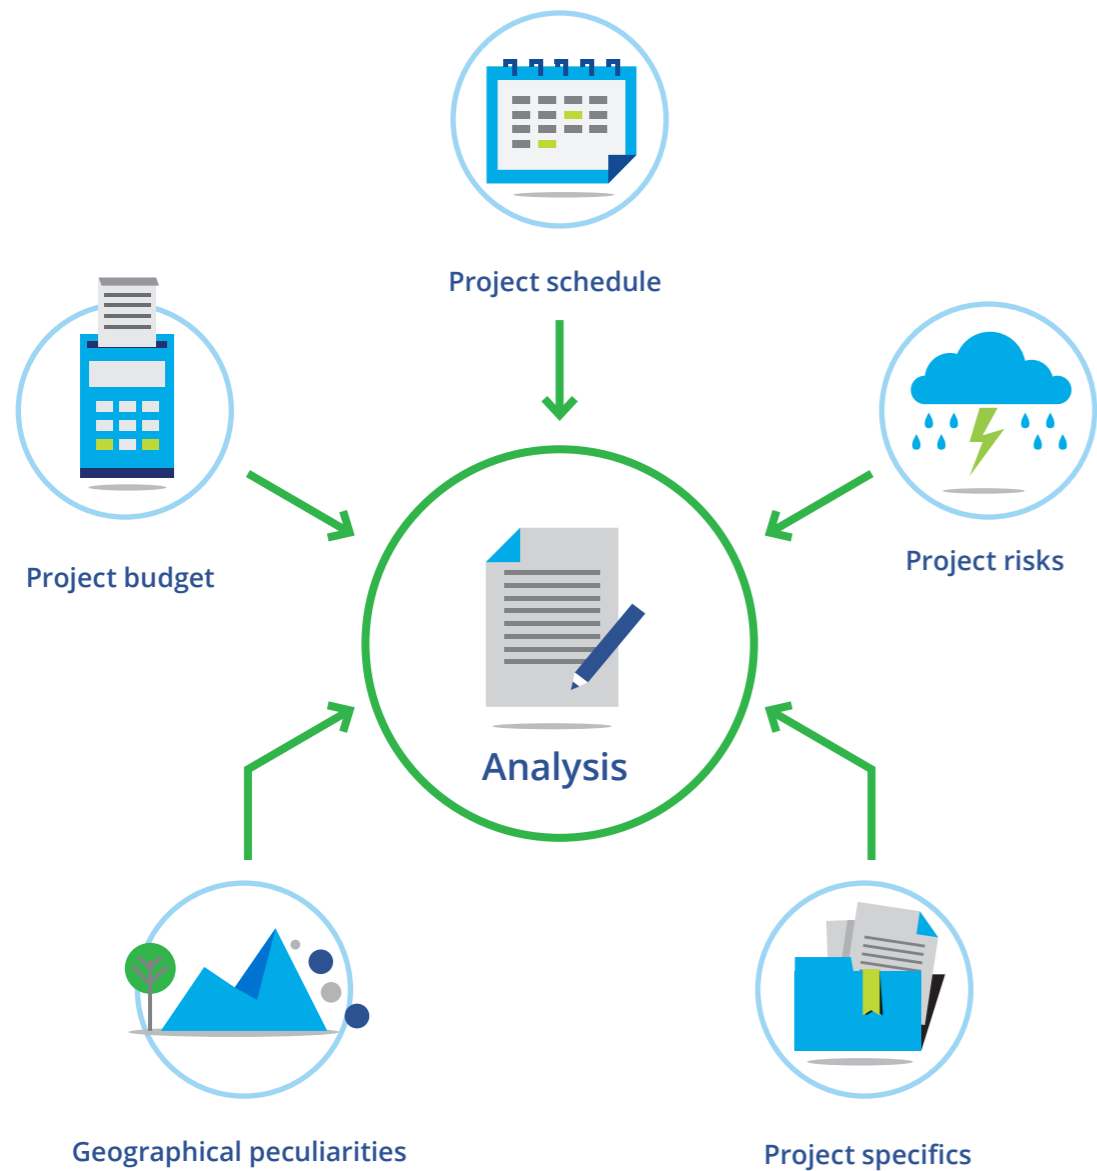 Project schedule
Project budget
Project risks
Analysis
Geographical peculiarities
Project specifics